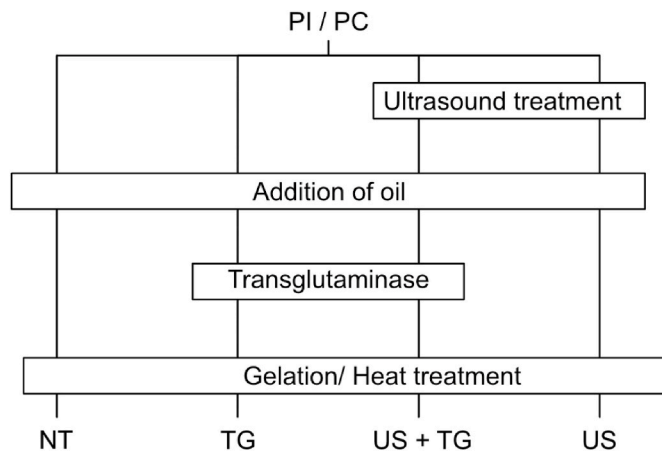 PI / PC
Ultrasound treatment
Addition of oil
Transglutaminase
Gelation/ Heat treatment
NT TG US + TG US